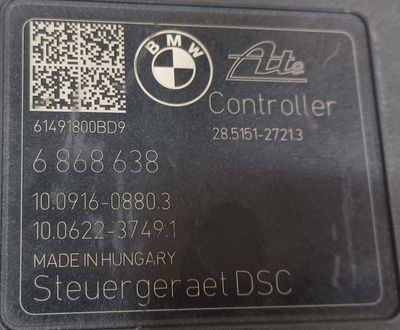 BMW
Ate
Controller
61491800BD9
28.5151-2721.3
6 868 638
10.0916-0880.3
10.0622-3749.1
MADE IN HUNGARY
Steuergeraet DSC